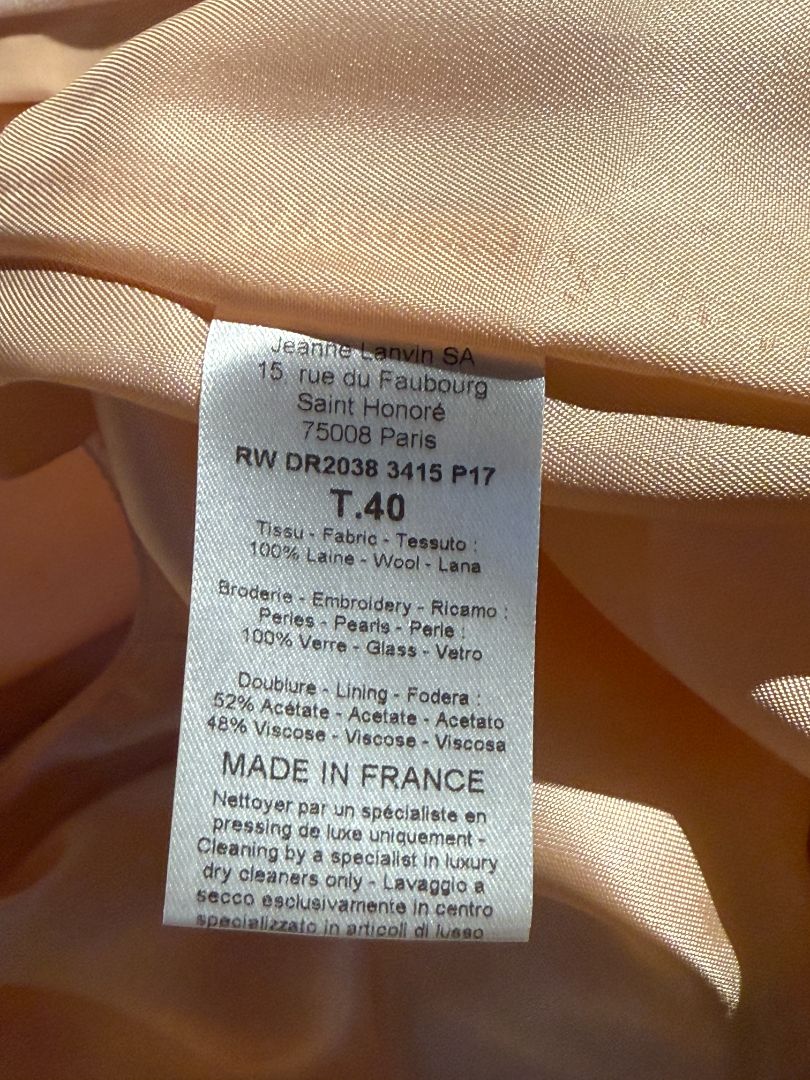 Jeanne Lanvin SA
15, rue du Faubourg
Saint Honoré
75008 Paris
RW DR2038 3415 P17
T.40
Tissu - Fabric - Tessuto :
100% Laine - Wool - Lana
Broderie - Embroidery - Ricamo :
Perles - Pearls - Perle :
100% Verre - Glass - Vetro
Doublure - Lining - Fodera :
52% Acétate - Acetate - Acetato
48% Viscose - Viscose - Viscosa
MADE IN FRANCE
Nettoyer par un spécialiste en
pressing de luxe uniquement -
Cleaning by a specialist in luxury
dry cleaners only - Lavaggio a
secco esclusivamente in centro
specializzato in articoli di lusso